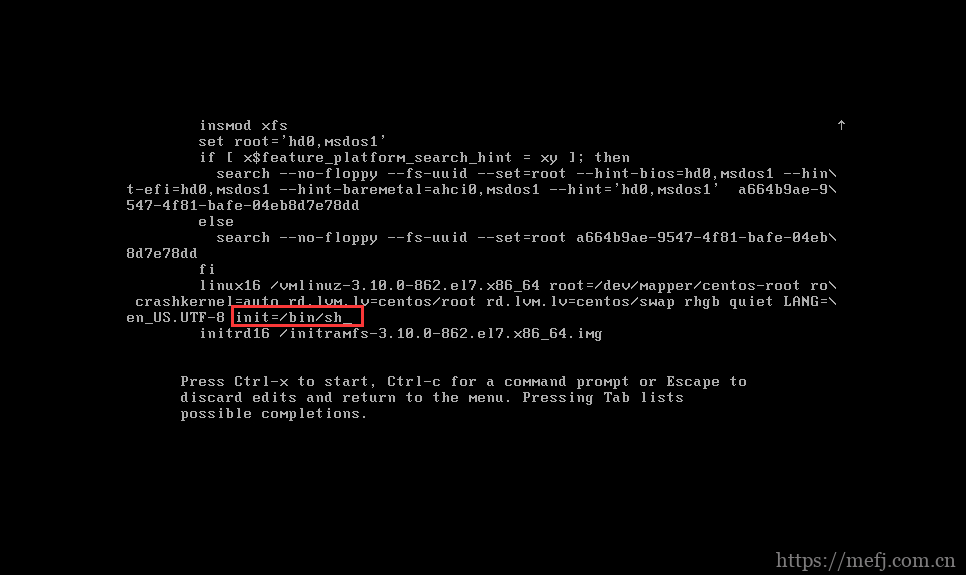 insmod xfs ↑
set root='hd0,msdos1'
if [ x$feature_platform_search_hint = xy ]; then
search --no-floppy --fs-uuid --set=root --hint-bios=hd0,msdos1 --hin\
t-efi=hd0,msdos1 --hint-baremetal=ahci0,msdos1 --hint='hd0,msdos1'  a664b9ae-9\
547-4f81-bafe-04eb8d7e78dd
else
search --no-floppy --fs-uuid --set=root a664b9ae-9547-4f81-bafe-04eb\
8d7e78dd
fi
linux16 /vmlinuz-3.10.0-862.el7.x86_64 root=/dev/mapper/centos-root ro\
crashkernel=auto rd.lvm.lv=centos/root rd.lvm.lv=centos/swap rhgb quiet LANG=\
en_US.UTF-8 init=/bin/sh_
initrd16 /initramfs-3.10.0-862.el7.x86_64.img
Press Ctrl-x to start, Ctrl-c for a command prompt or Escape to
discard edits and return to the menu. Pressing Tab lists
possible completions.
https://mefj.com.cn